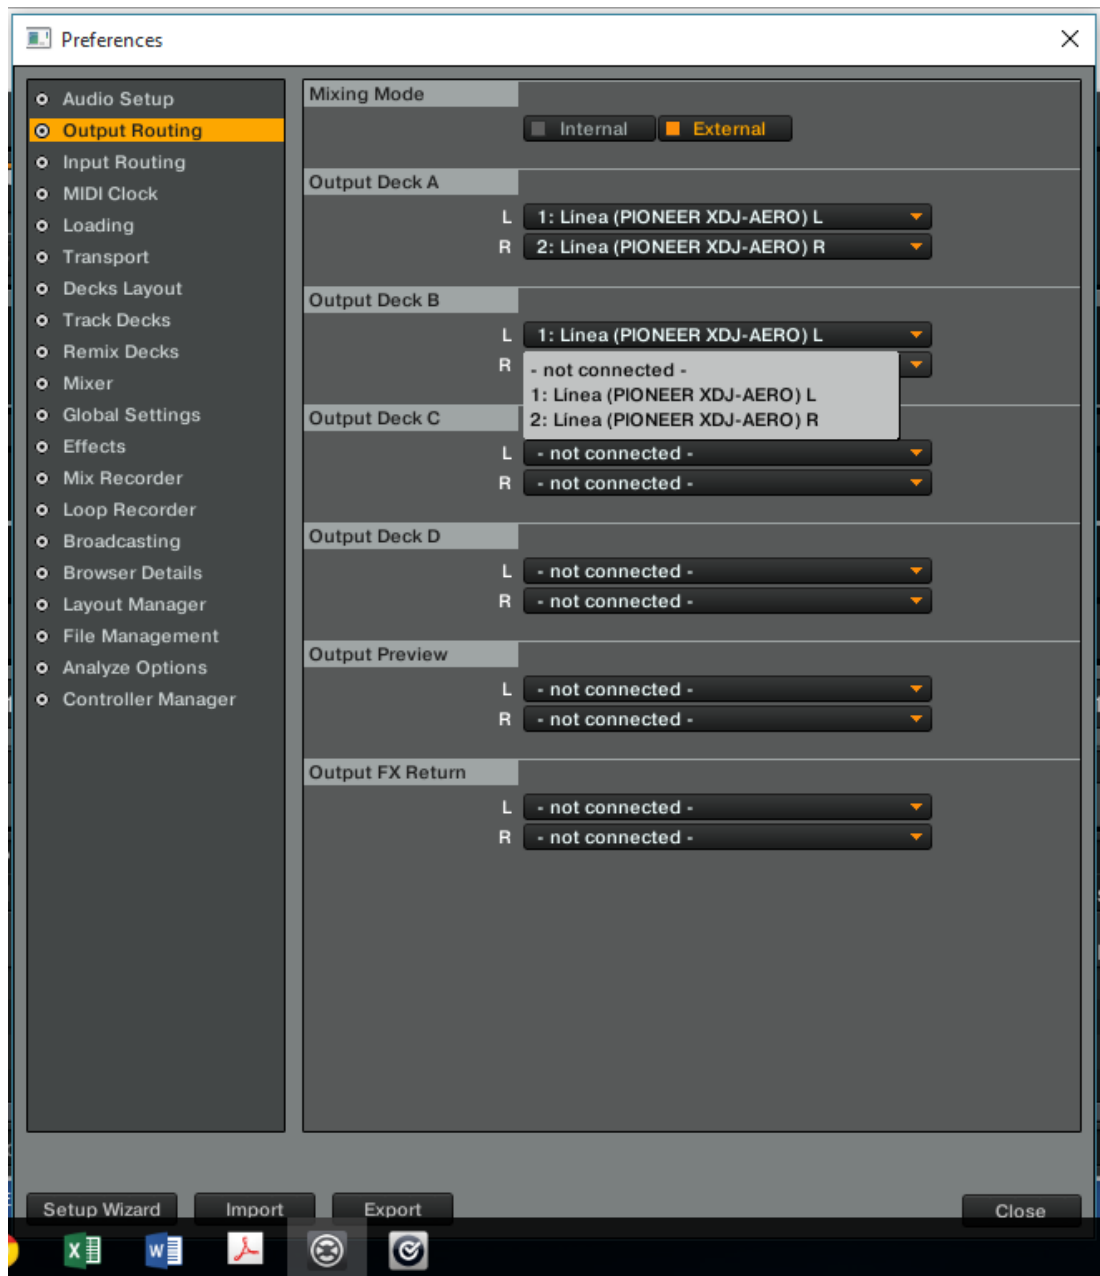 Preferences
Audio Setup
Output Routing
Input Routing
MIDI Clock
Loading
Transport
Decks Layout
Track Decks
Remix Decks
Mixer
Global Settings
Effects
Mix Recorder
Loop Recorder
Broadcasting
Browser Details
Layout Manager
File Management
Analyze Options
Controller Manager
Mixing Mode
Internal External
Output Deck A
L 1: Línea (PIONEER XDJ-AERO) L
R 2: Línea (PIONEER XDJ-AERO) R
Output Deck B
L 1: Línea (PIONEER XDJ-AERO) L
R
- not connected -
1: Línea (PIONEER XDJ-AERO) L
2: Línea (PIONEER XDJ-AERO) R
Output Deck C
L - not connected -
R - not connected -
Output Deck D
L - not connected -
R - not connected -
Output Preview
L - not connected -
R - not connected -
Output FX Return
L - not connected -
R - not connected -
Setup Wizard Import Export Close